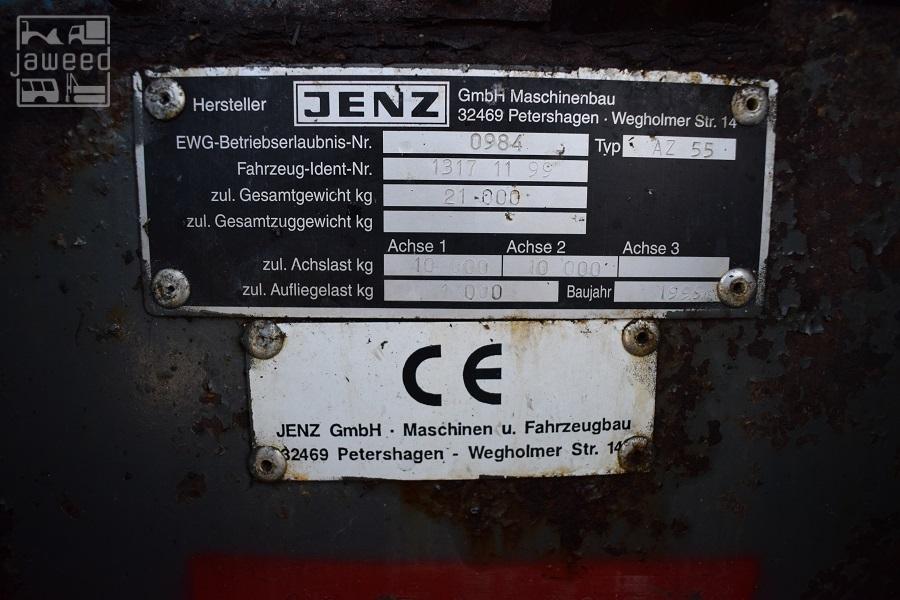 jaweed
Hersteller JENZ GmbH Maschinenbau
32469 Petershagen · Wegholmer Str. 14
EWG-Betriebserlaubnis-Nr. 0984 Typ AZ 55
Fahrzeug-Ident-Nr. 1317 11 99
zul. Gesamtgewicht kg 21 000
zul. Gesamtzuggewicht kg
Achse 1 Achse 2 Achse 3
zul. Achslast kg 10 000 10 000
zul. Aufliegelast kg 1 000 Baujahr
CE
JENZ GmbH · Maschinen u. Fahrzeugbau
32469 Petershagen - Wegholmer Str. 14